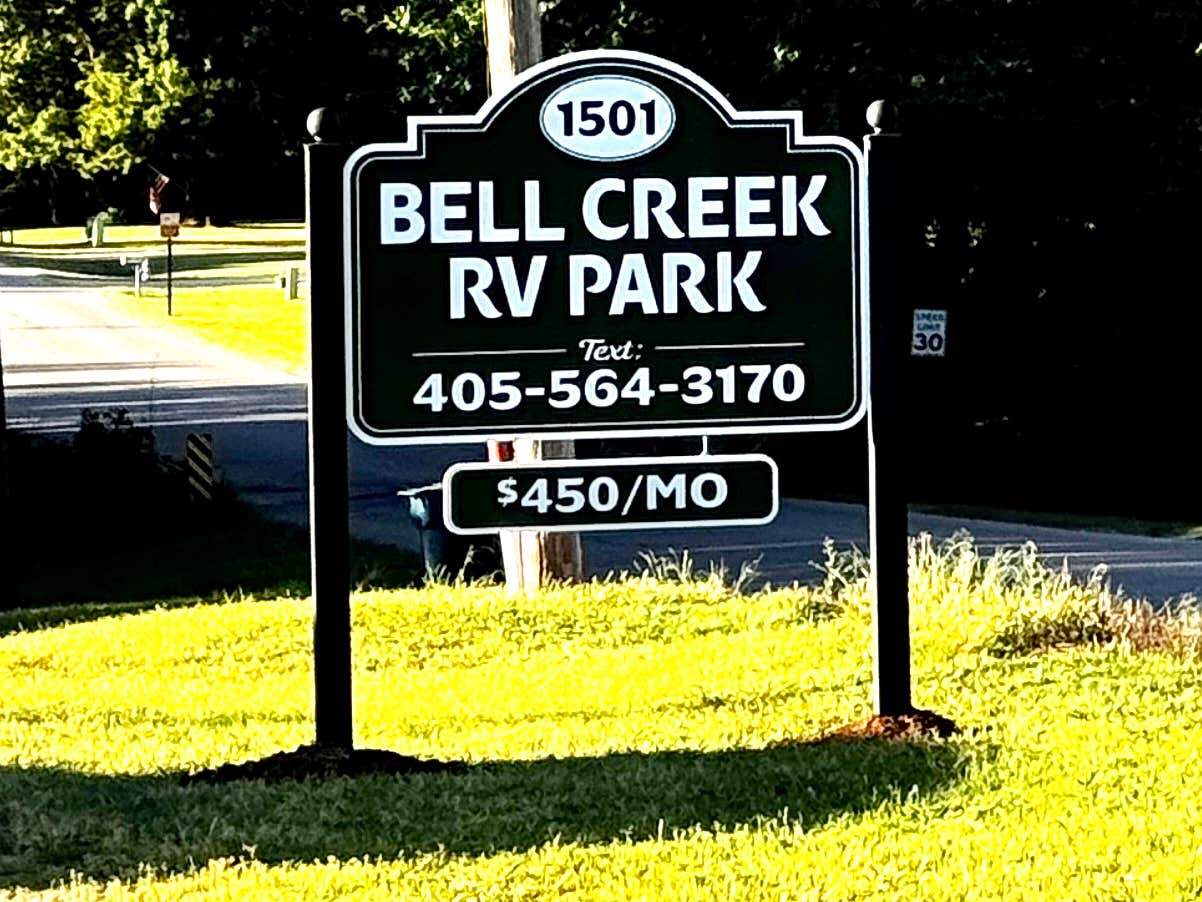 1501
BELL CREEK
RV PARK
Text:
405-564-3170
$450/MO
SPEED
LIMIT
30